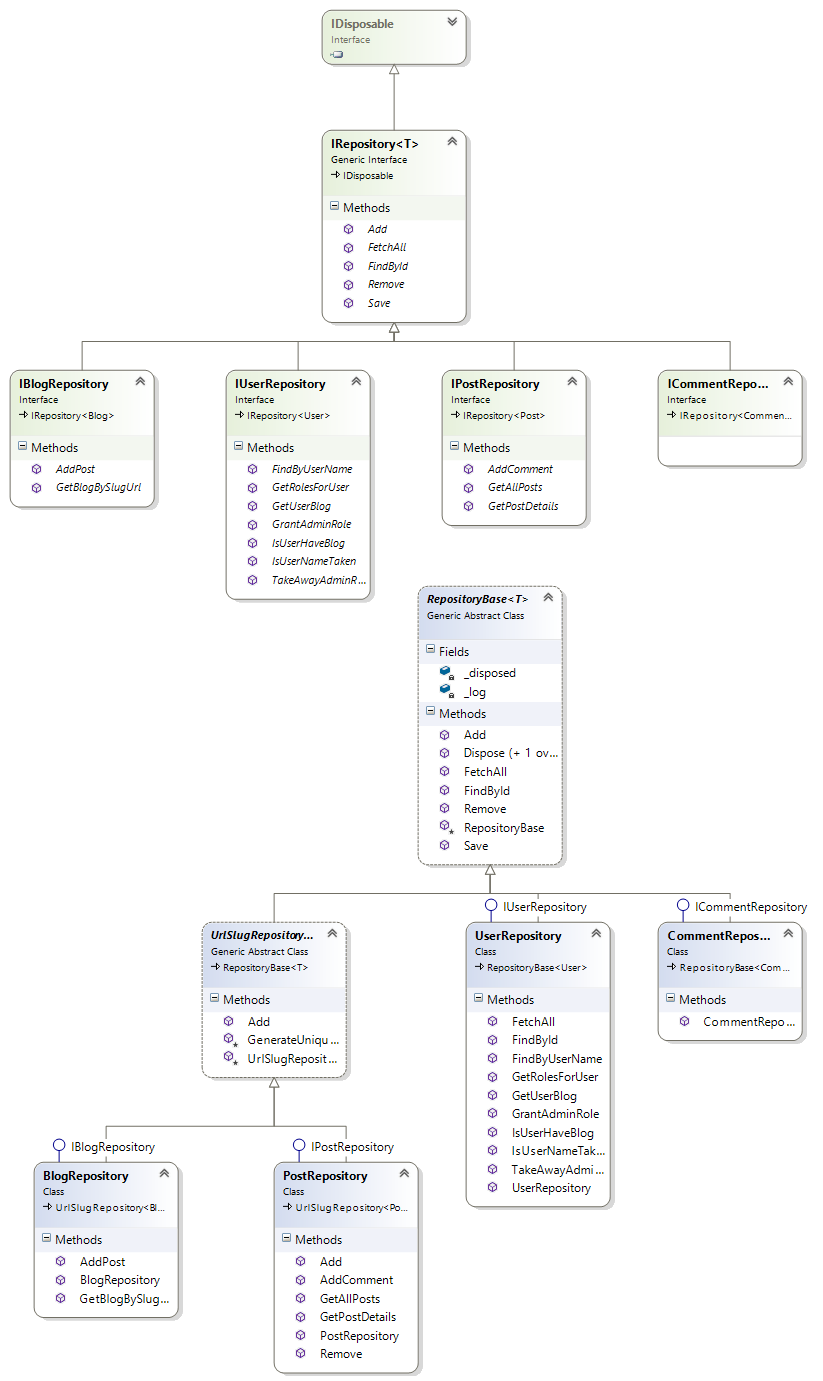 IDisposable
Interface
IRepository<T>
Generic Interface
IDisposable
Methods
Add
FetchAll
FindById
Remove
Save
IBlogRepository
Interface
IRepository<Blog>
Methods
AddPost
GetBlogBySlugUrl
IUserRepository
Interface
IRepository<User>
Methods
FindByUserName
GetRolesForUser
GetUserBlog
GrantAdminRole
IsUserHaveBlog
IsUserNameTaken
TakeAwayAdminR...
IPostRepository
Interface
IRepository<Post>
Methods
AddComment
GetAllPosts
GetPostDetails
ICommentRepo...
Interface
IRepository<Commen...
RepositoryBase<T>
Generic Abstract Class
Fields
_disposed
_log
Methods
Add
Dispose (+ 1 ov...
FetchAll
FindById
Remove
RepositoryBase
Save
UrlSlugRepository...
Generic Abstract Class
RepositoryBase<T>
Methods
Add
GenerateUniqu...
UrlSlugReposit...
IUserRepository
UserRepository
Class
RepositoryBase<User>
Methods
FetchAll
FindById
FindByUserName
GetRolesForUser
GetUserBlog
GrantAdminRole
IsUserHaveBlog
IsUserNameTak...
TakeAwayAdmi...
UserRepository
ICommentRepository
CommentRepos...
Class
RepositoryBase<Com...
Methods
CommentRepo...
IBlogRepository
BlogRepository
Class
UrlSlugRepository<Bl...
Methods
AddPost
BlogRepository
GetBlogBySlug...
IPostRepository
PostRepository
Class
UrlSlugRepository<Po...
Methods
Add
AddComment
GetAllPosts
GetPostDetails
PostRepository
Remove